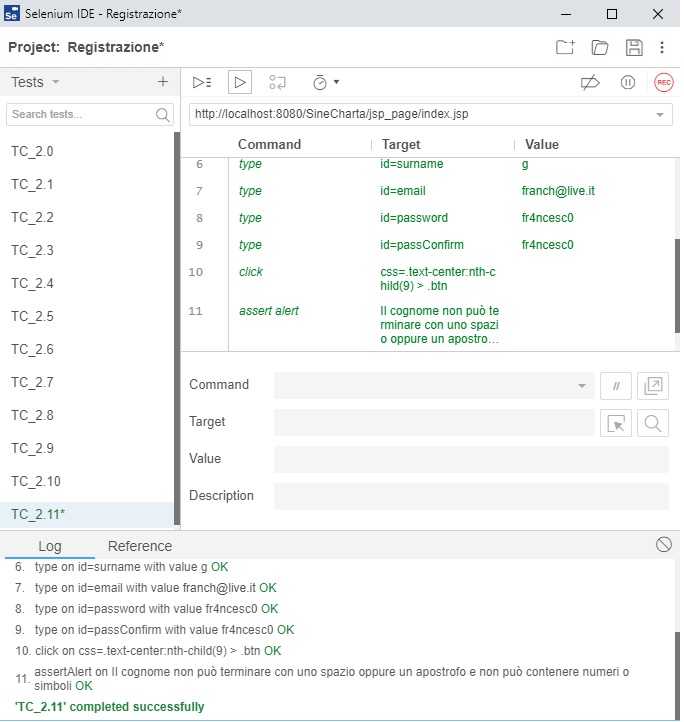 Selenium IDE - Registrazione*
Project: Registrazione*
Tests
Search tests...
TC_2.0
TC_2.1
TC_2.2
TC_2.3
TC_2.4
TC_2.5
TC_2.6
TC_2.7
TC_2.8
TC_2.9
TC_2.10
TC_2.11*
REC
http://localhost:8080/SineCharta/jsp_page/index.jsp
Command Target Value
6 type id=surname g
7 type id=email franch@live.it
8 type id=password fr4ncesc0
9 type id=passConfirm fr4ncesc0
10 click css=.text-center:nth-c
hild(9) > .btn
11 assert alert Il cognome non può te
rminare con uno spazi
o oppure un apostro...
Command
//
Target
Value
Description
Log Reference
6. type on id=surname with value g OK
7. type on id=email with value franch@live.it OK
8. type on id=password with value fr4ncesc0 OK
9. type on id=passConfirm with value fr4ncesc0 OK
10. click on css=.text-center:nth-child(9) > .btn OK
11. assertAlert on Il cognome non può terminare con uno spazio oppure un apostrofo e non può contenere numeri o
simboli OK
'TC_2.11' completed successfully